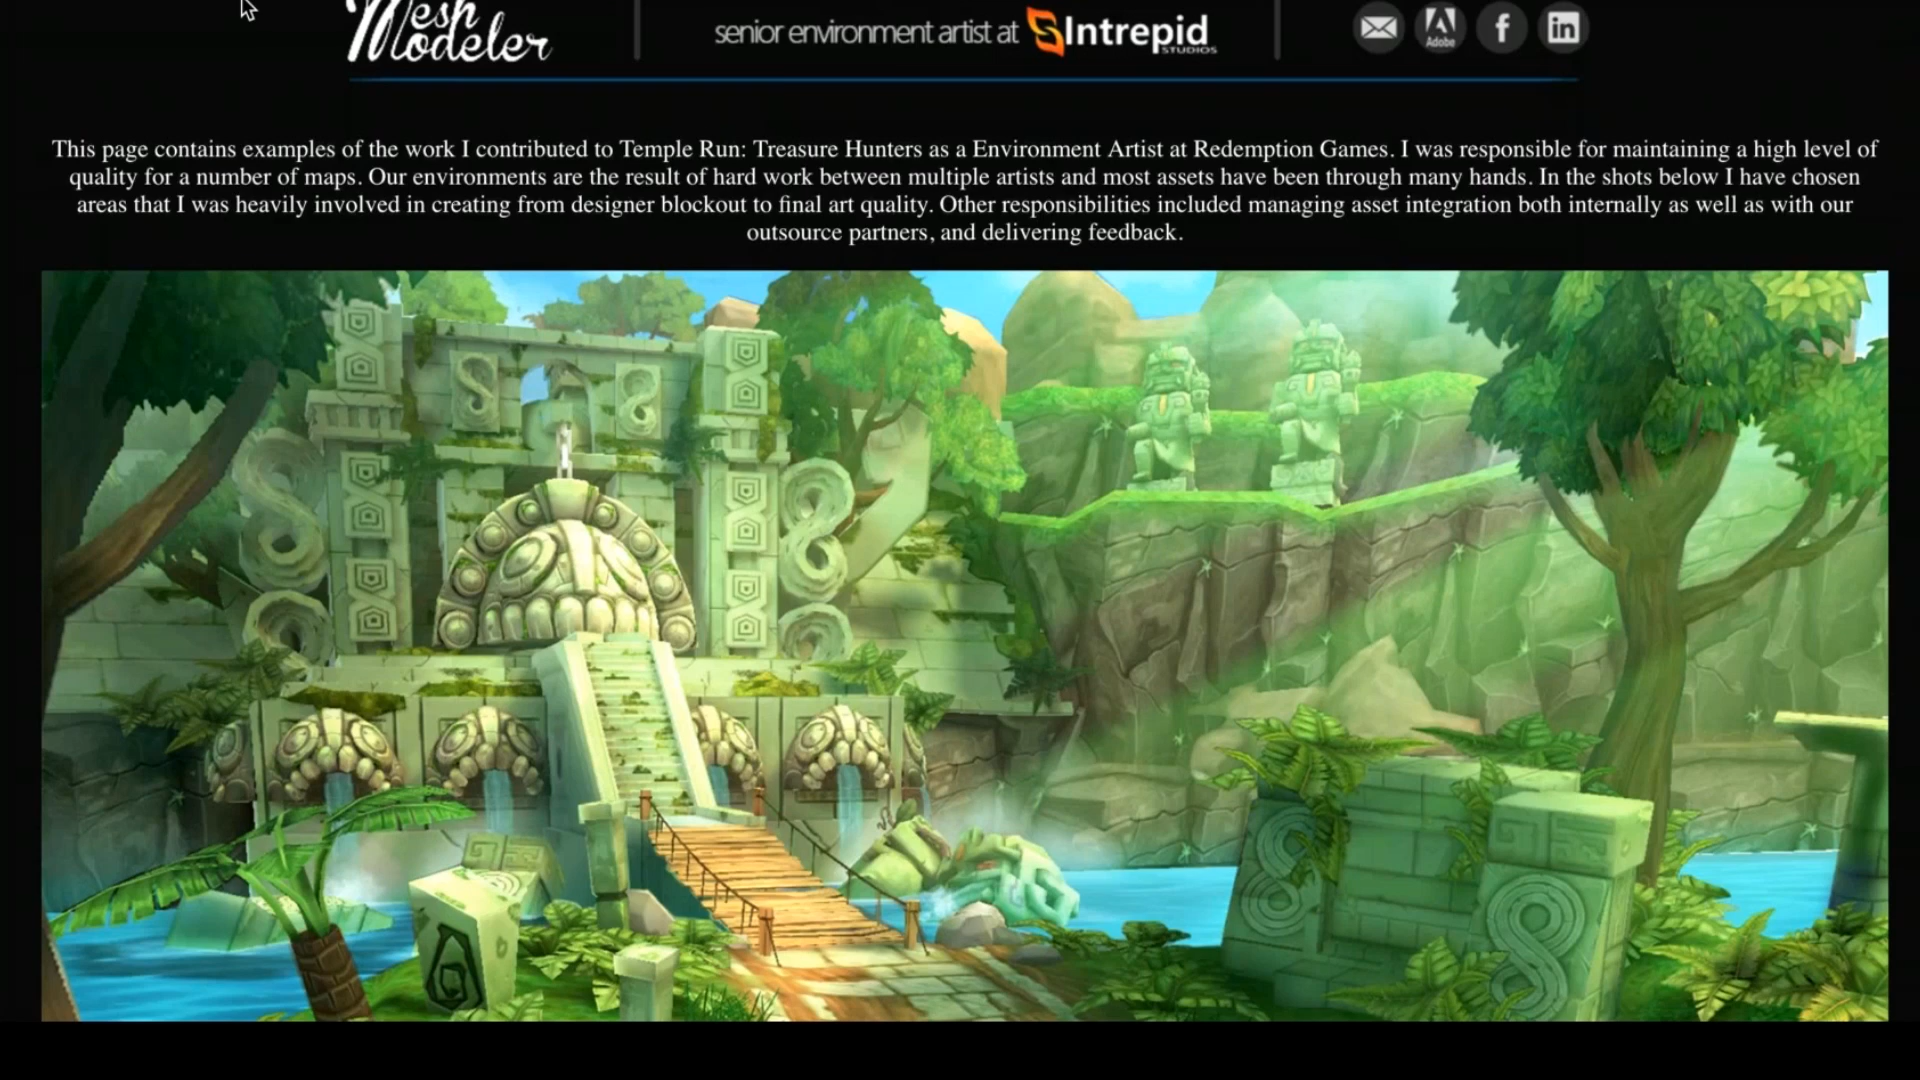 Mesh
Modeler
senior environment artist at Intrepid
STUDIOS
Adobe
f
in
This page contains examples of the work I contributed to Temple Run: Treasure Hunters as a Environment Artist at Redemption Games. I was responsible for maintaining a high level of
quality for a number of maps. Our environments are the result of hard work between multiple artists and most assets have been through many hands. In the shots below I have chosen
areas that I was heavily involved in creating from designer blockout to final art quality. Other responsibilities included managing asset integration both internally as well as with our
outsource partners, and delivering feedback.